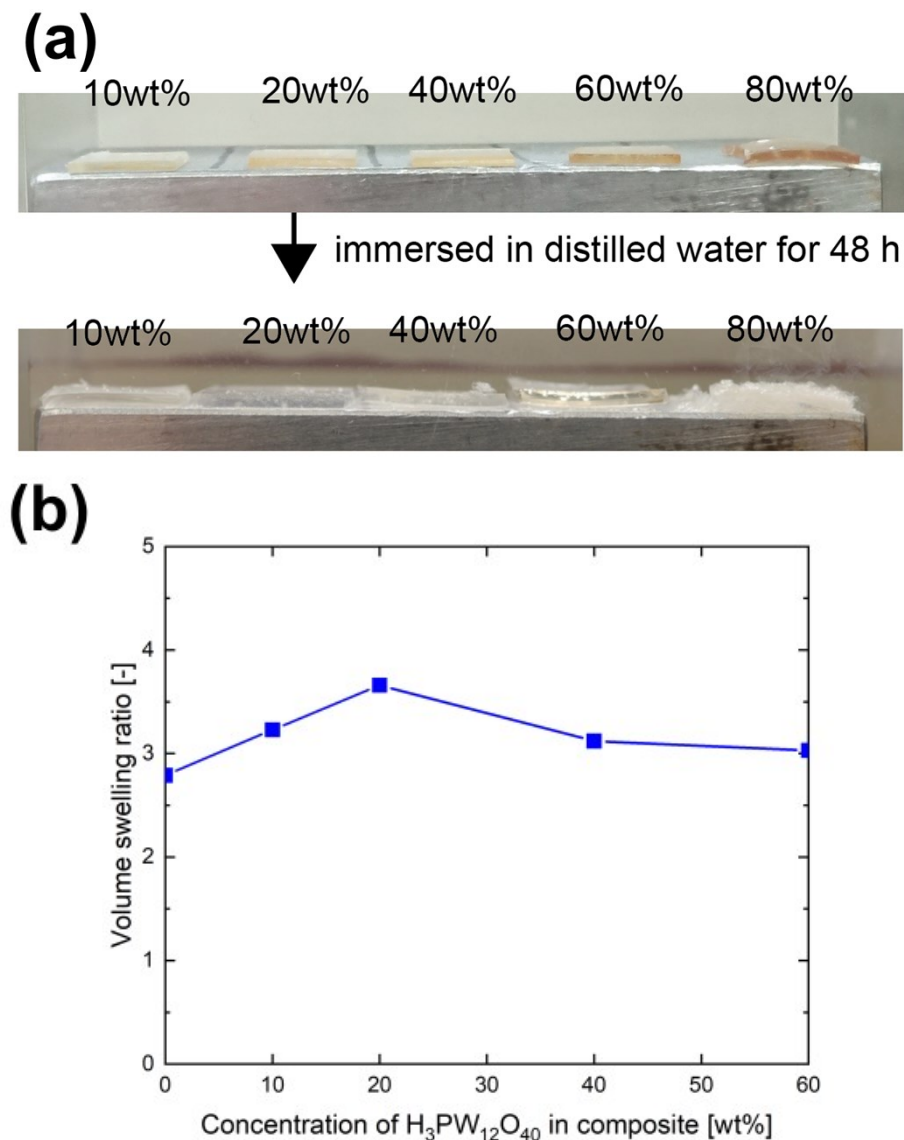 (a)
10wt% 20wt% 40wt% 60wt% 80wt%
immersed in distilled water for 48 h
10wt% 20wt% 40wt% 60wt% 80wt%
(b)
5
4
3
2
1
0
Volume swelling ratio [-]
0 10 20 30 40 50 60
Concentration of H₃PW₁₂O₄₀ in composite [wt%]